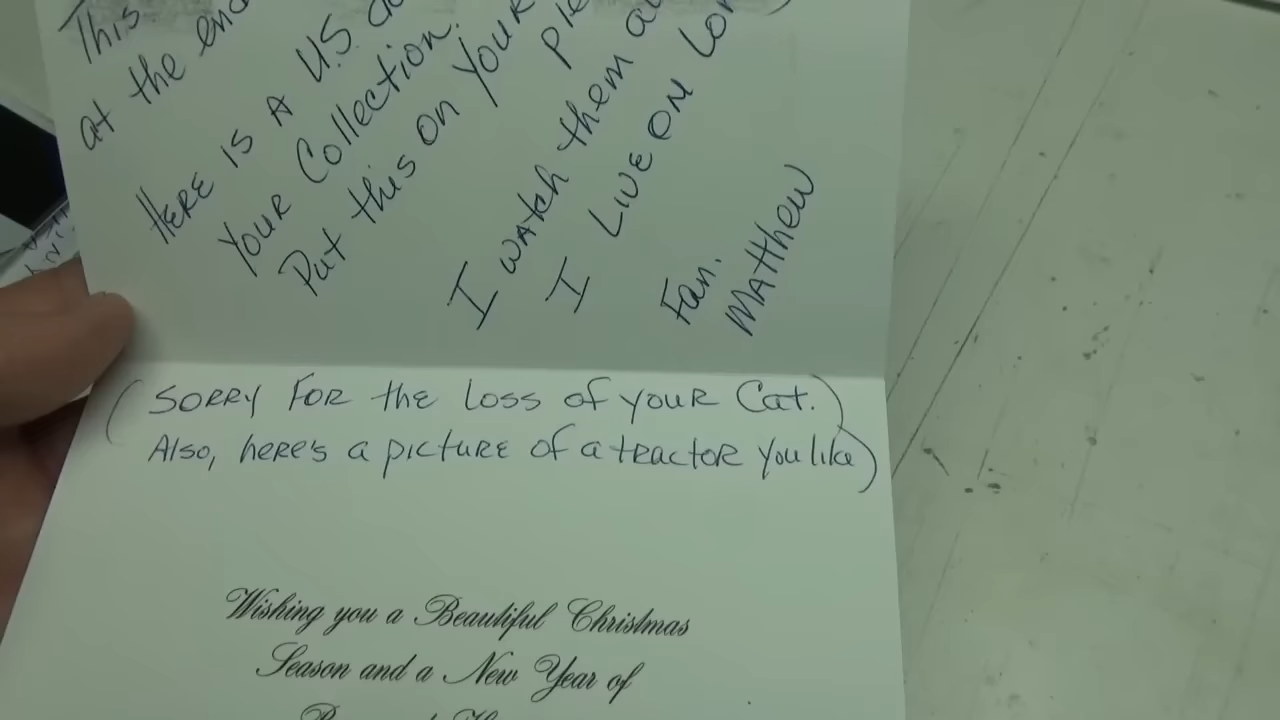 This
at the end
HERE IS A U.S.
YOUR Collection.
Put this on YOUR
I watch them
I LIVE ON
Fan.
MATTHEW
(SORRY FOR the Loss of your Cat.)
Also, here's a picture of a tractor you like)
Wishing you a Beautiful Christmas
Season and a New Year of